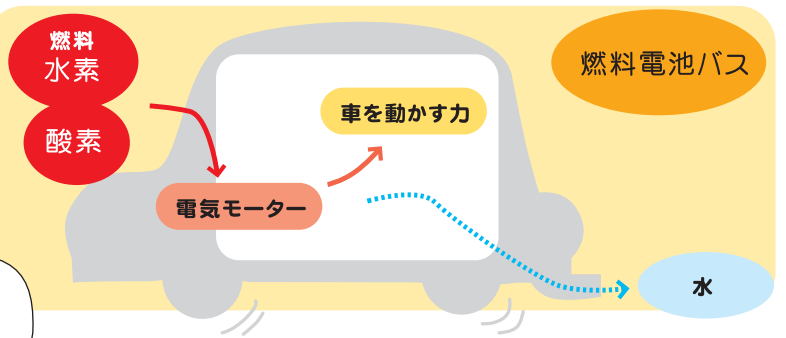 燃料
水素
酸素
燃料電池バス
車を動かす力
電気モーター
水